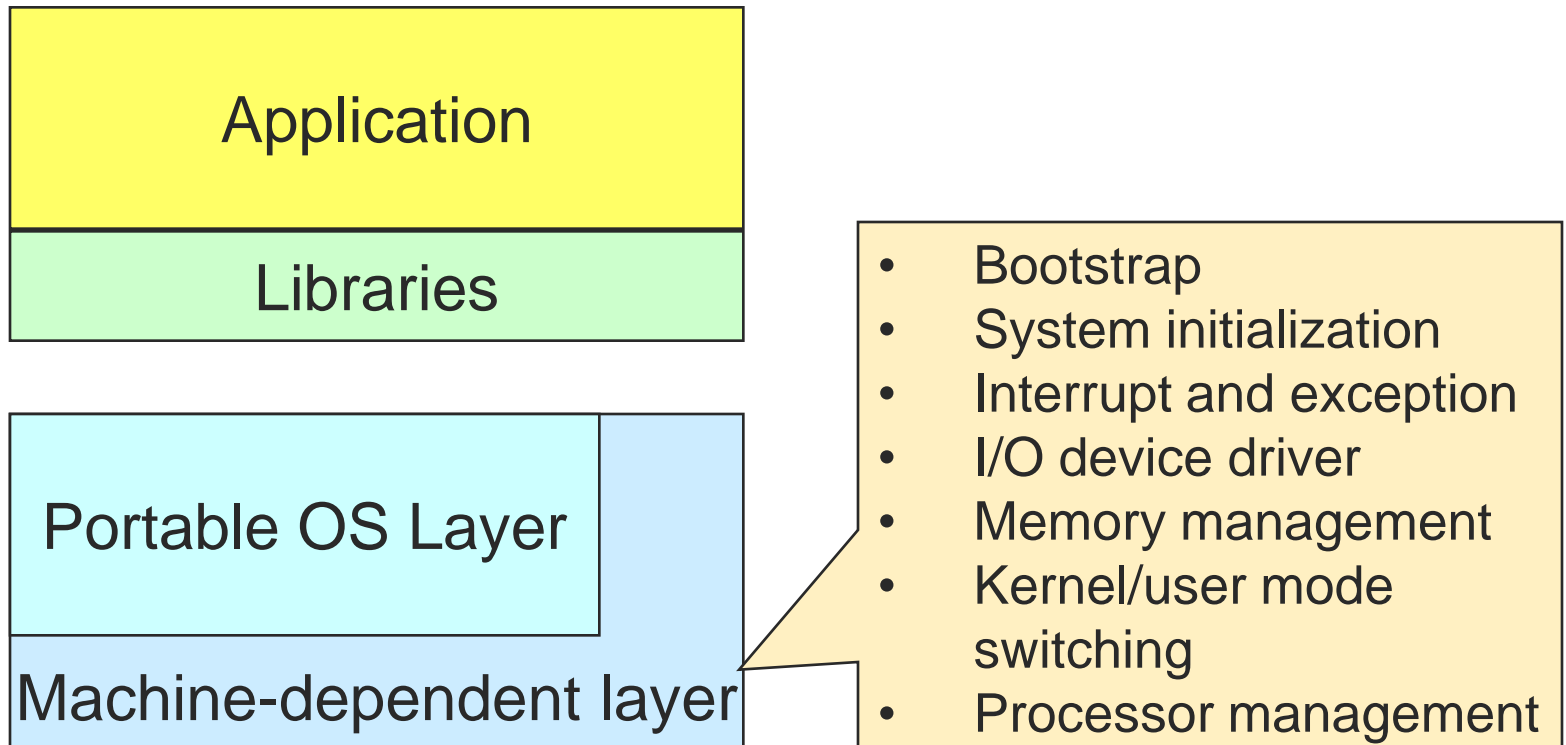 Application
Libraries
Portable OS Layer
Machine-dependent layer
• Bootstrap
• System initialization
• Interrupt and exception
• I/O device driver
• Memory management
• Kernel/user mode
switching
• Processor management